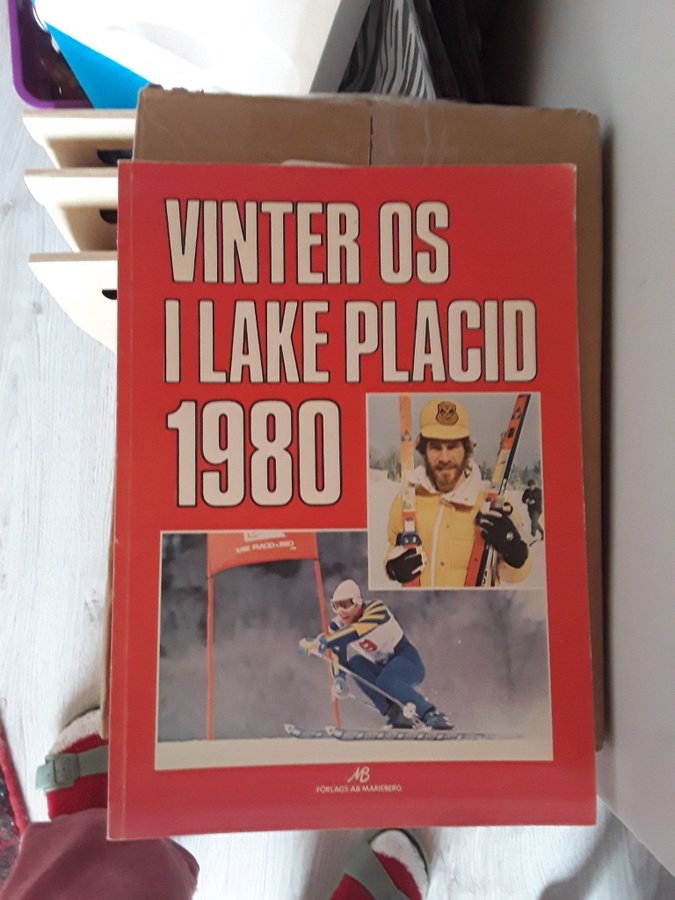 VINTER OS
I LAKE PLACID
1980
LAKE PLACID 1980
MB
FÖRLAGS AB MARIEBERG